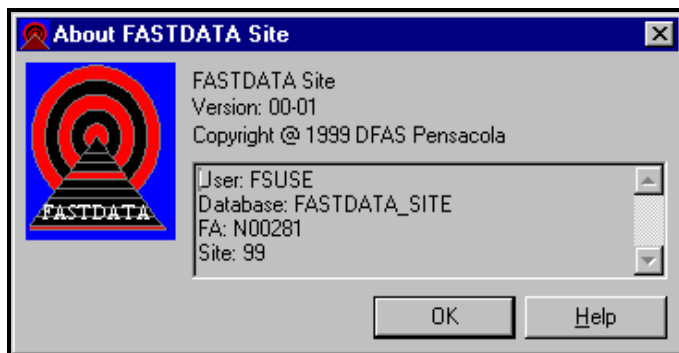 About FASTDATA Site
FASTDATA Site
Version: 00-01
Copyright @ 1999 DFAS Pensacola
FASTDATA
User: FSUSE
Database: FASTDATA_SITE
FA: N00281
Site: 99
OK
Help